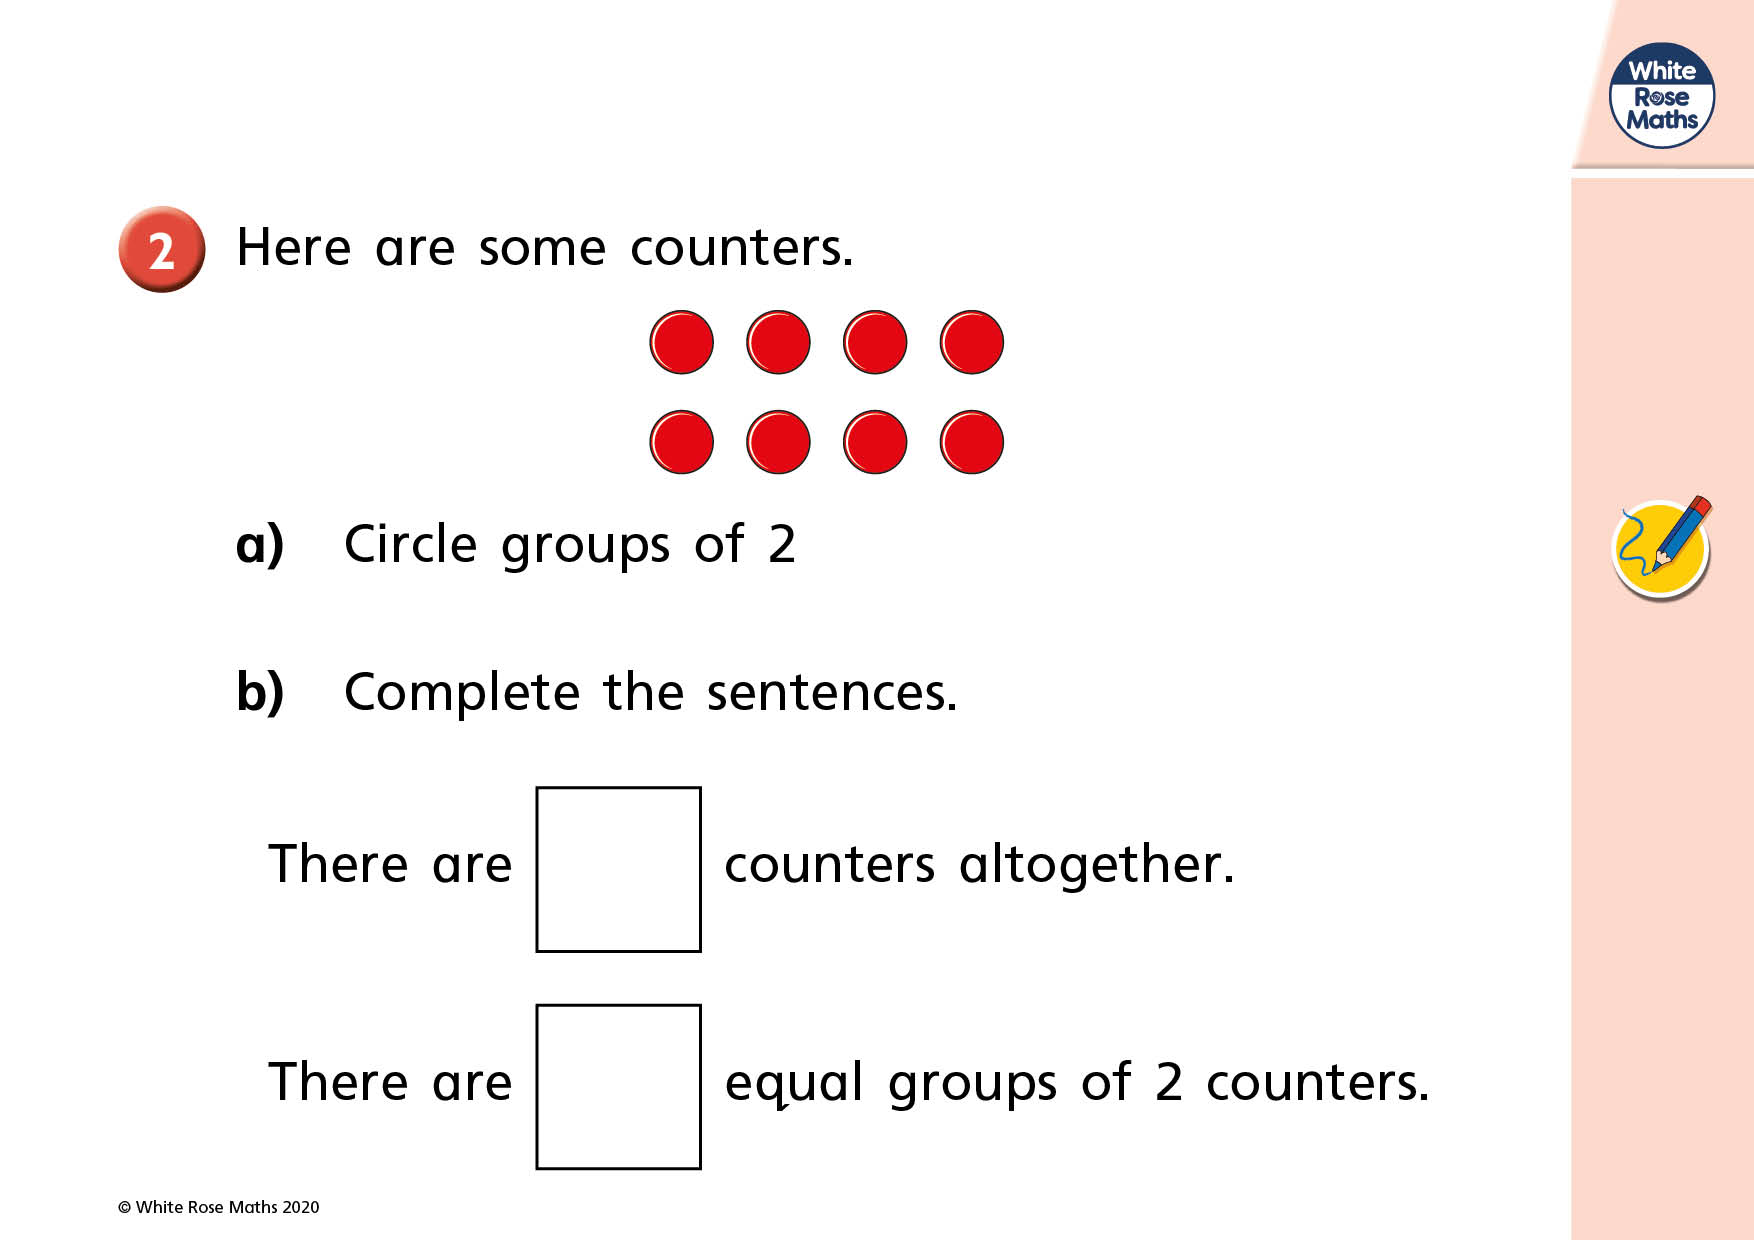 White
Rose
Maths
2 Here are some counters.
a) Circle groups of 2
b) Complete the sentences.
There are counters altogether.
There are equal groups of 2 counters.
© White Rose Maths 2020